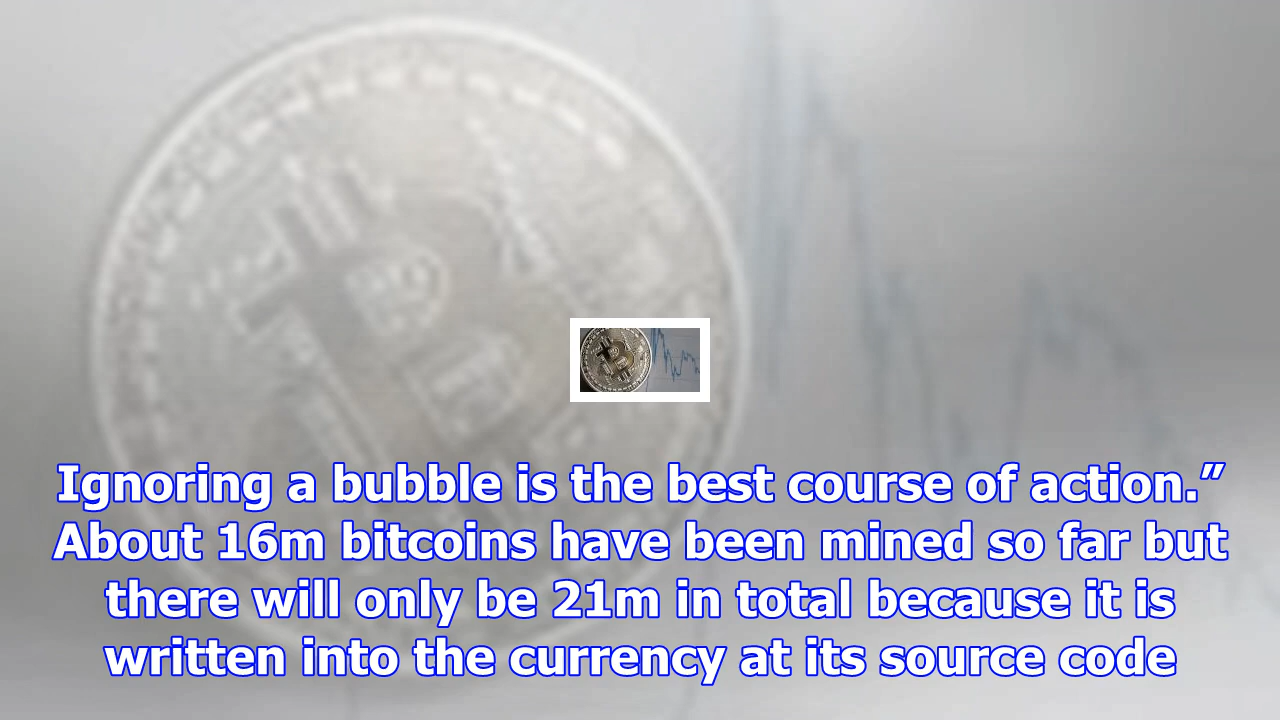 Ignoring a bubble is the best course of action.”
About 16m bitcoins have been mined so far but
there will only be 21m in total because it is
written into the currency at its source code